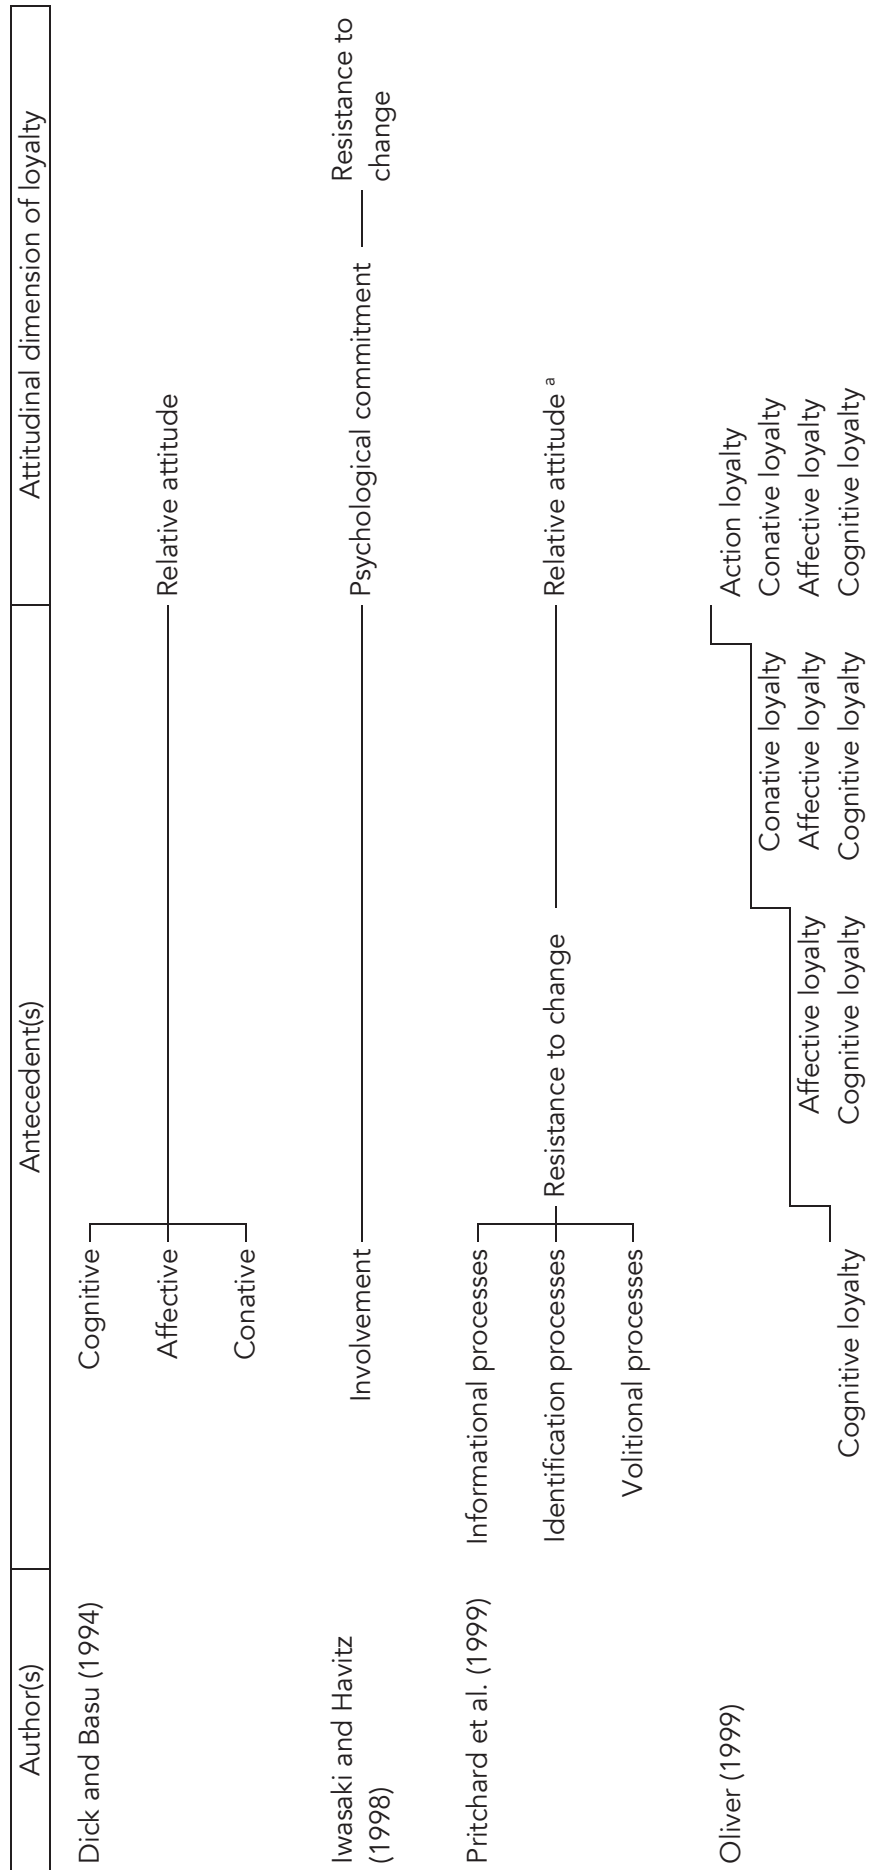 Author(s)
Antecedent(s)
Attitudinal dimension of loyalty
Dick and Basu (1994)
Cognitive
Affective
Conative
Relative attitude
Iwasaki and Havitz
(1998)
Involvement
Psychological commitment
Resistance to
change
Pritchard et al. (1999)
Informational processes
Identification processes
Volitional processes
Resistance to change
Relative attitude a
Oliver (1999)
Cognitive loyalty
Affective loyalty
Cognitive loyalty
Conative loyalty
Affective loyalty
Cognitive loyalty
Action loyalty
Conative loyalty
Affective loyalty
Cognitive loyalty